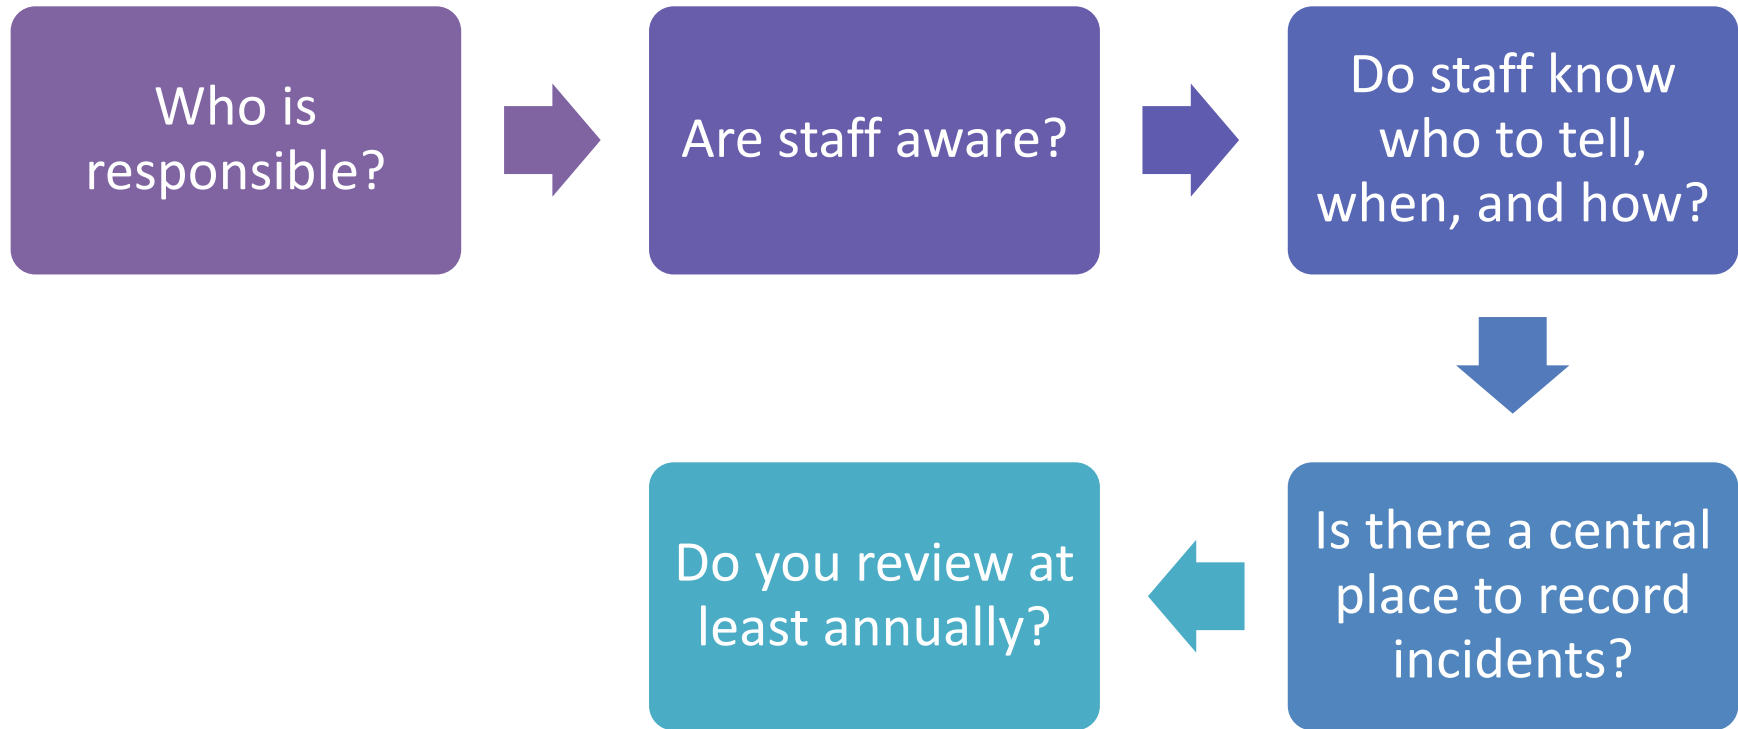 Who is
responsible?
Are staff aware?
Do staff know
who to tell,
when, and how?
Is there a central
place to record
incidents?
Do you review at
least annually?